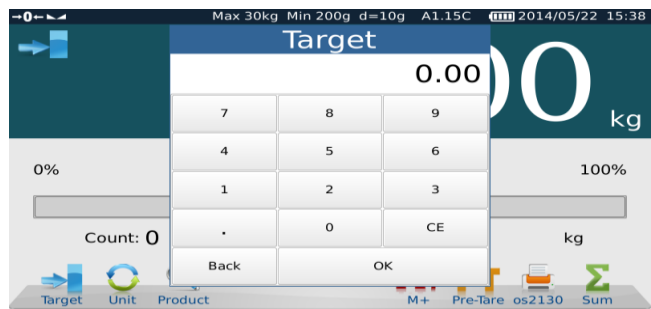 →0← Max 30kg Min 200g d=10g A1.15C 2014/05/22 15:38
Target
0.00
0
kg
7 8 9
4 5 6
0% 100%
1 2 3
. 0 CE
Count: 0 kg
Back OK
Target Unit Product M+ Pre-Tare os2130 Sum